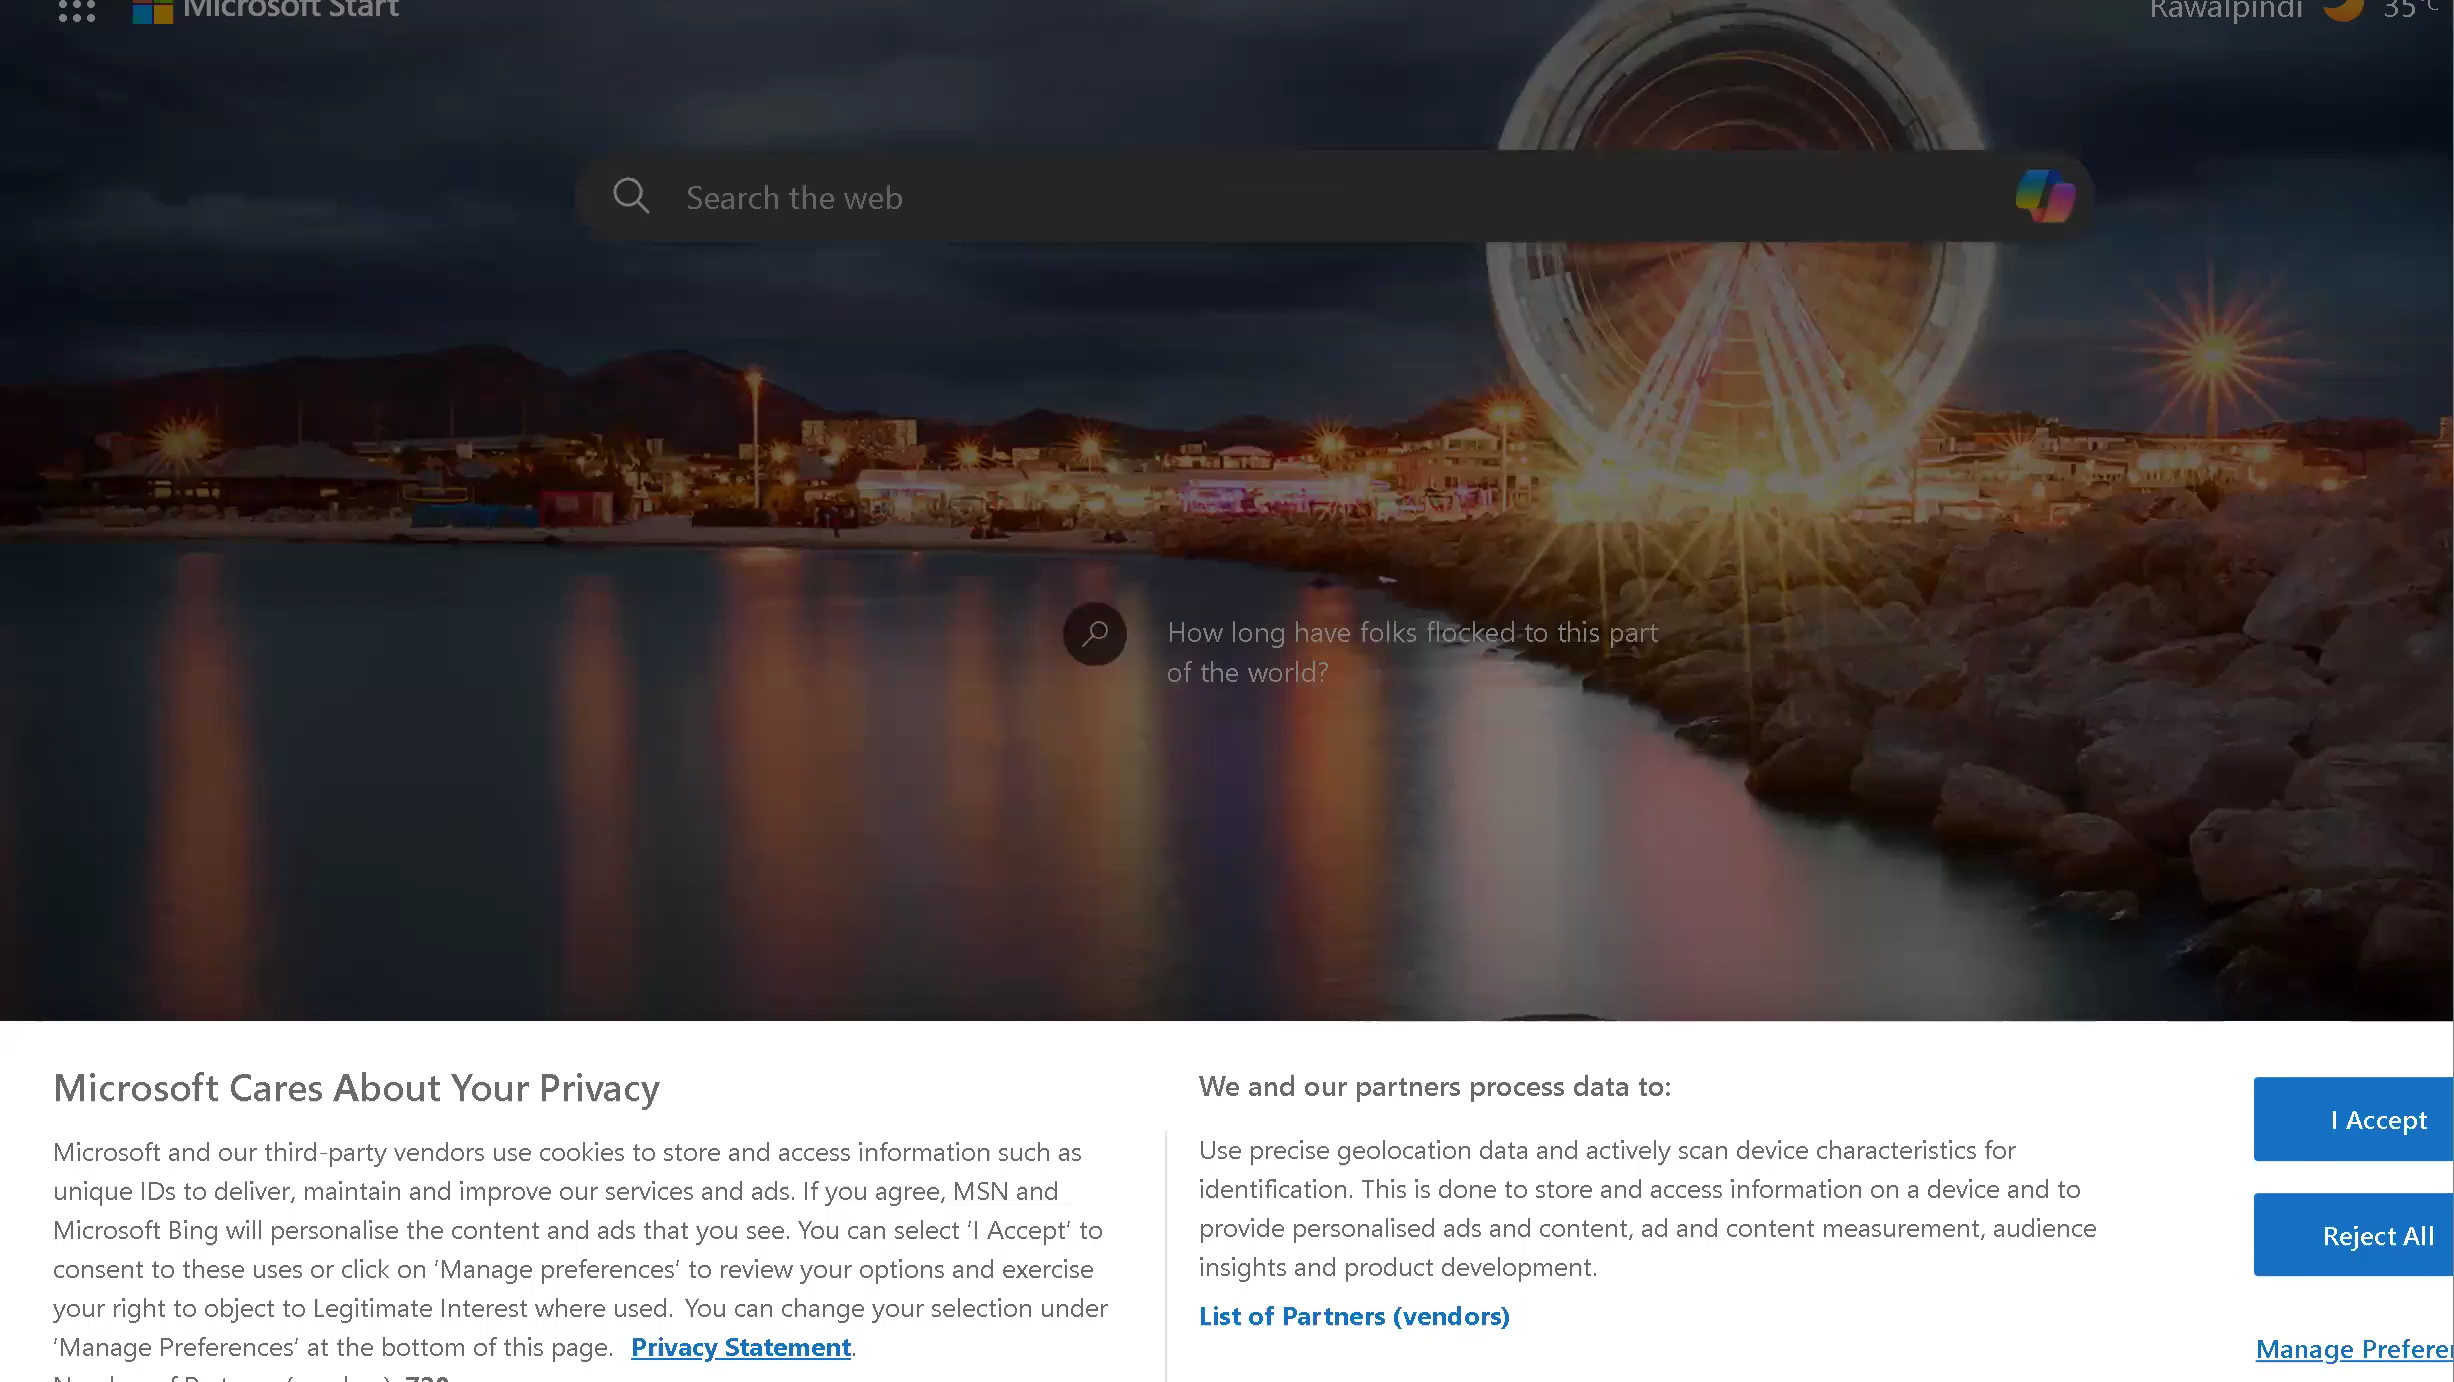 Microsoft Start
Rawalpindi 35°C
Search the web
How long have folks flocked to this part
of the world?
Microsoft Cares About Your Privacy
Microsoft and our third-party vendors use cookies to store and access information such as
unique IDs to deliver, maintain and improve our services and ads. If you agree, MSN and
Microsoft Bing will personalise the content and ads that you see. You can select ‘I Accept’ to
consent to these uses or click on ‘Manage preferences’ to review your options and exercise
your right to object to Legitimate Interest where used. You can change your selection under
‘Manage Preferences’ at the bottom of this page. Privacy Statement.
We and our partners process data to:
Use precise geolocation data and actively scan device characteristics for
identification. This is done to store and access information on a device and to
provide personalised ads and content, ad and content measurement, audience
insights and product development.
List of Partners (vendors)
I Accept
Reject All
Manage